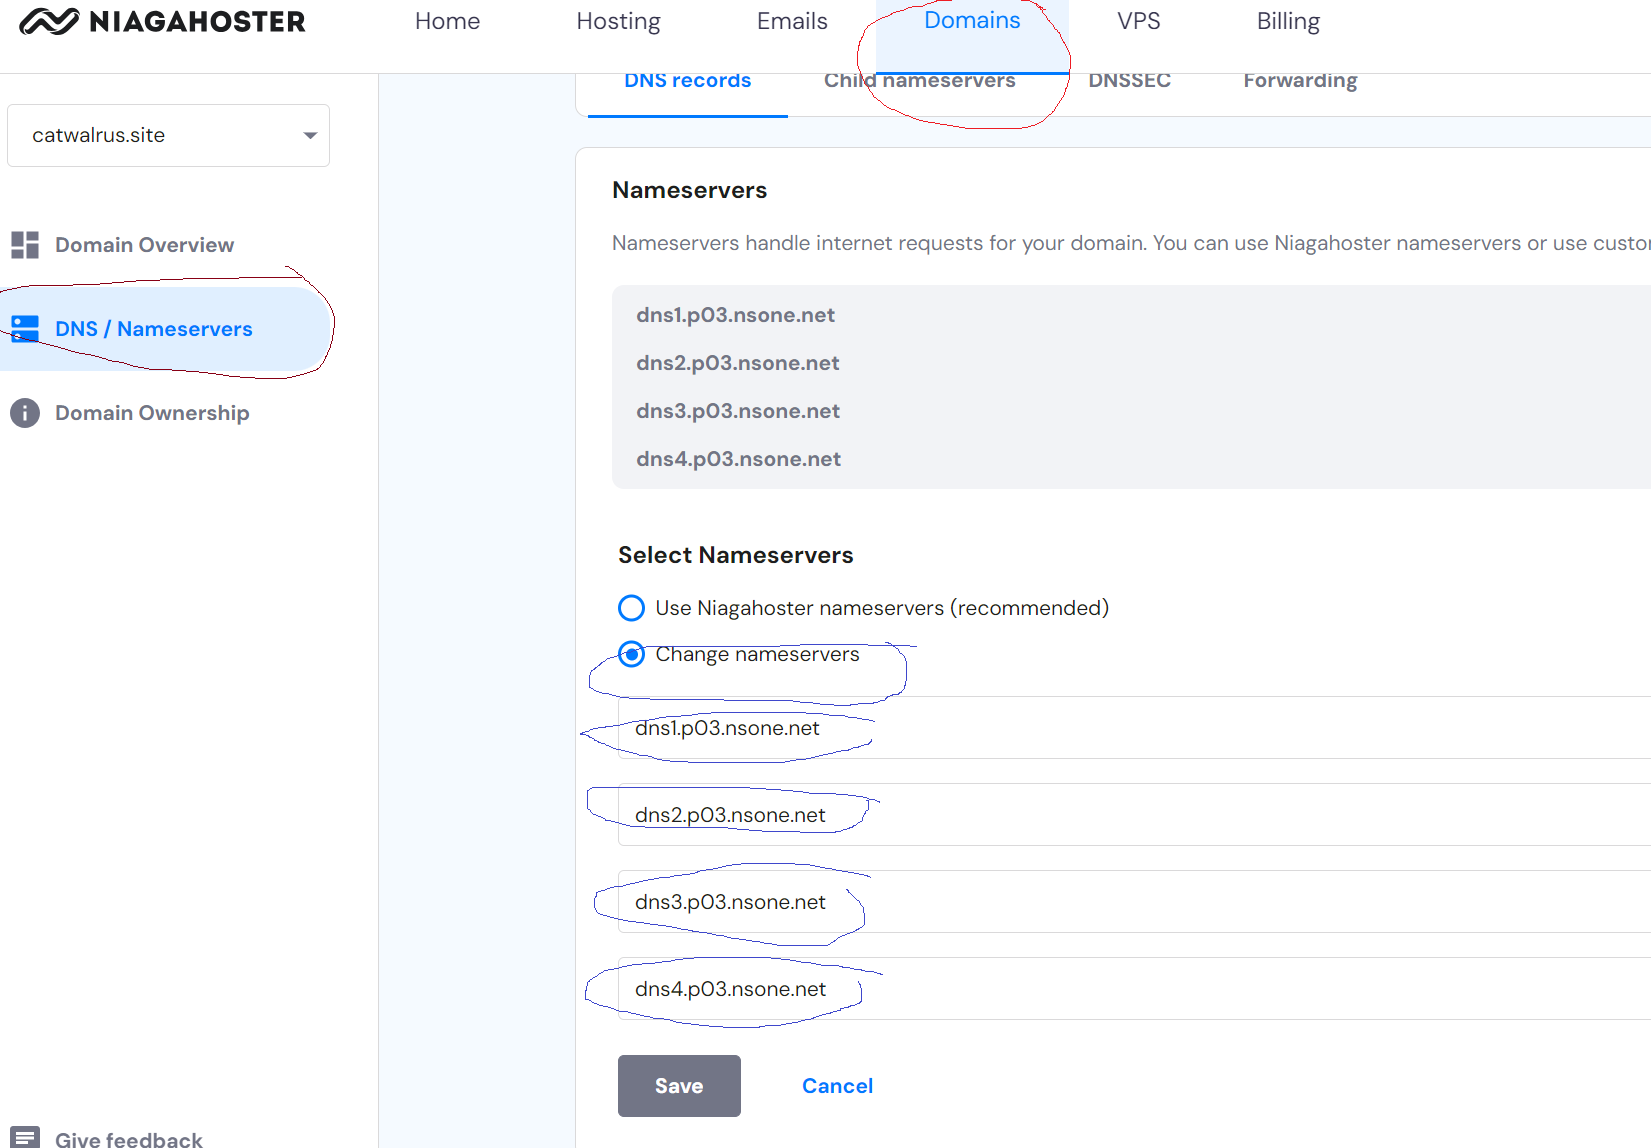 NIAGAHOSTER
Home Hosting Emails Domains VPS Billing
DNS records Child nameservers DNSSEC Forwarding
catwalrus.site
Domain Overview
DNS / Nameservers
Domain Ownership
Give feedback
Nameservers
Nameservers handle internet requests for your domain. You can use Niagahoster nameservers or use custo
dns1.p03.nsone.net
dns2.p03.nsone.net
dns3.p03.nsone.net
dns4.p03.nsone.net
Select Nameservers
Use Niagahoster nameservers (recommended)
Change nameservers
dns1.p03.nsone.net
dns2.p03.nsone.net
dns3.p03.nsone.net
dns4.p03.nsone.net
Save Cancel